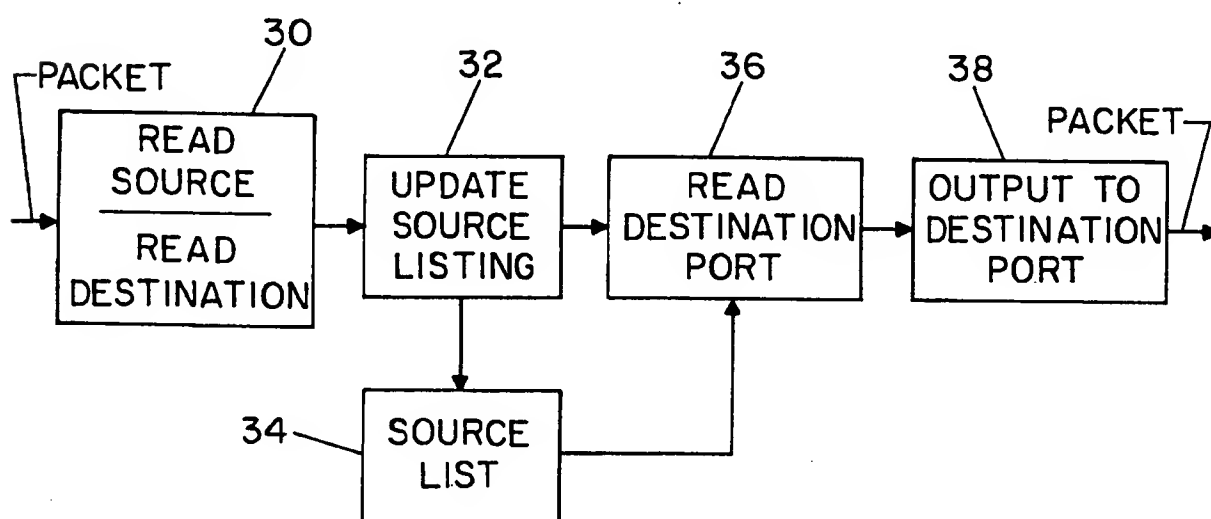 30
PACKET
READ
SOURCE
READ
DESTINATION
32
UPDATE
SOURCE
LISTING
34
SOURCE
LIST
36
READ
DESTINATION
PORT
38
OUTPUT TO
DESTINATION
PORT
PACKET